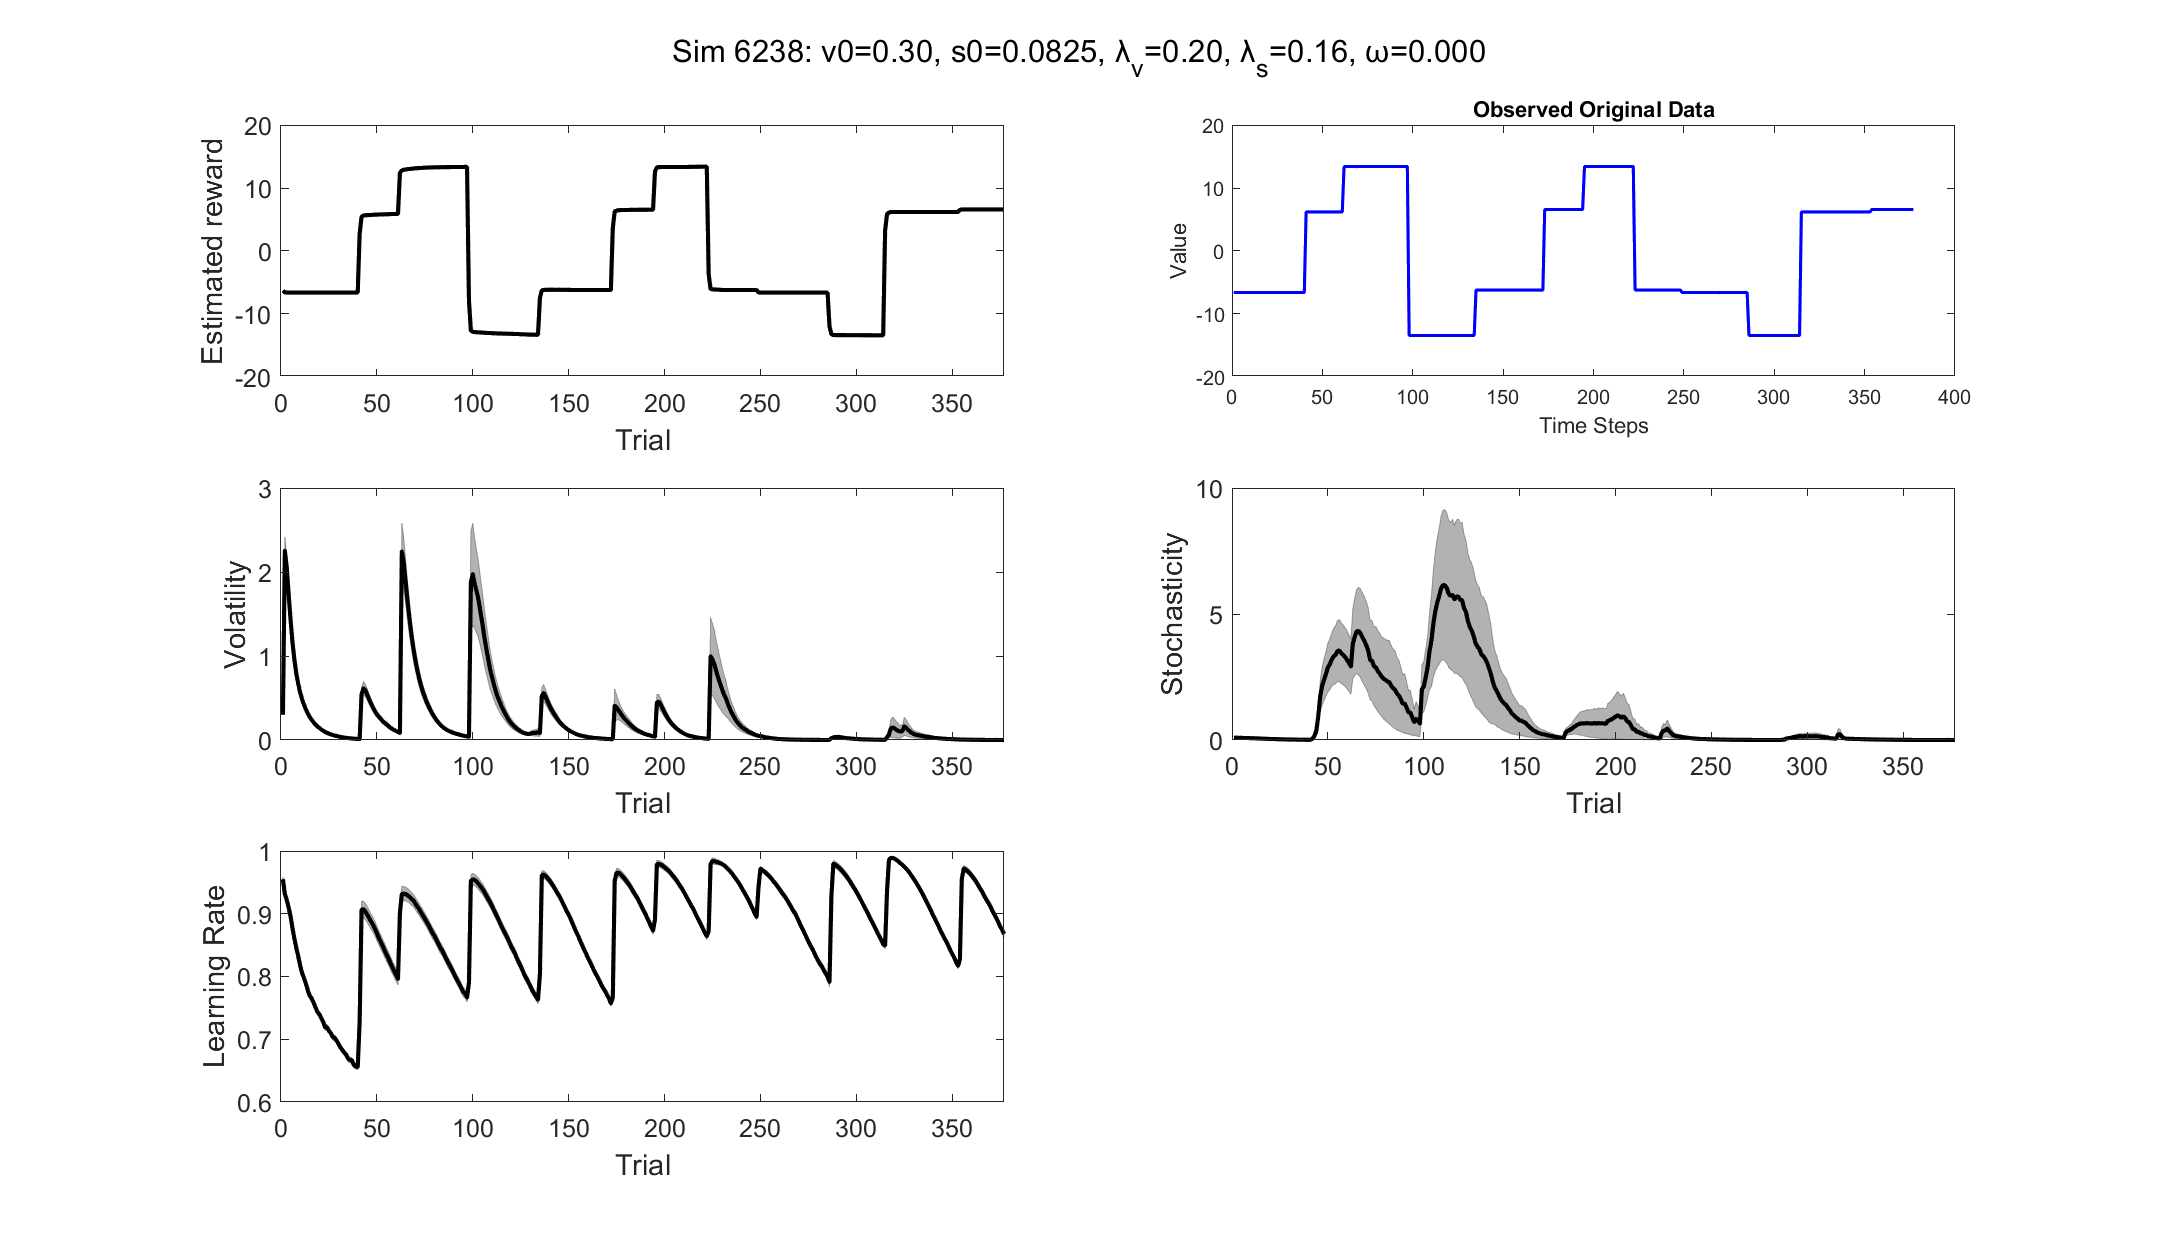 Sim 6238: v0=0.30, s0=0.0825, λv=0.20, λs=0.16, ω=0.000
Estimated reward
20
10
0
-10
-20
0 50 100 150 200 250 300 350
Trial
Observed Original Data
Value
20
10
0
-10
-20
0 50 100 150 200 250 300 350 400
Time Steps
Volatility
3
2
1
0
0 50 100 150 200 250 300 350
Trial
Stochasticity
10
5
0
0 50 100 150 200 250 300 350
Trial
Learning Rate
1
0.9
0.8
0.7
0.6
0 50 100 150 200 250 300 350
Trial